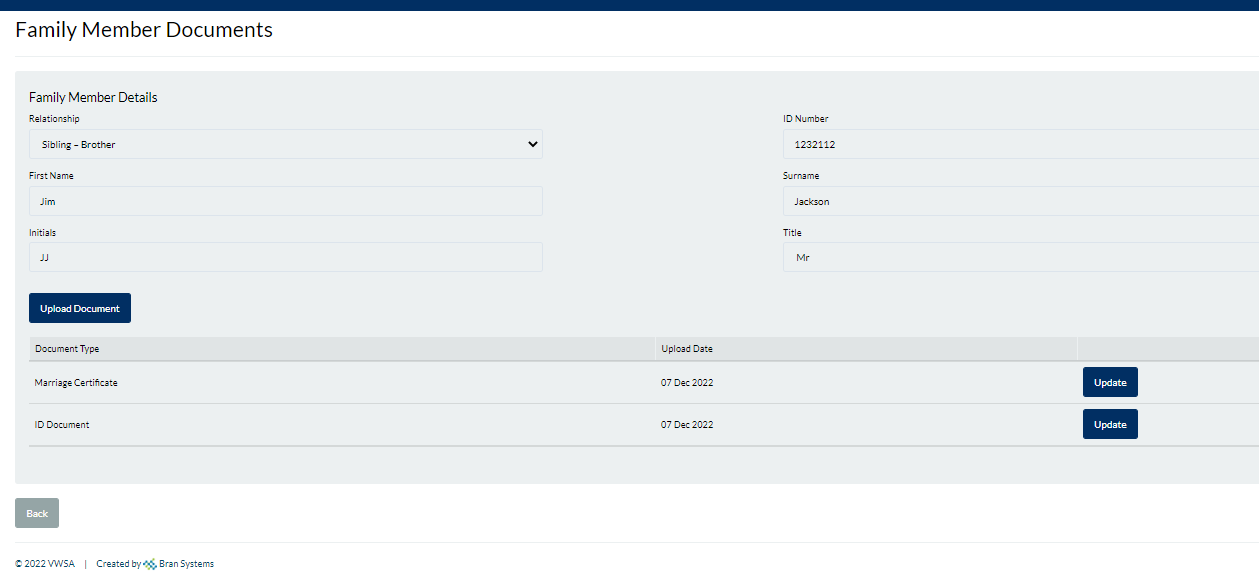 Family Member Documents
Family Member Details
Relationship
ID Number
Sibling – Brother
1232112
First Name
Surname
Jim
Jackson
Initials
Title
JJ
Mr
Upload Document
Document Type Upload Date
Marriage Certificate 07 Dec 2022 Update
ID Document 07 Dec 2022 Update
Back
© 2022 VWSA | Created by Bran Systems